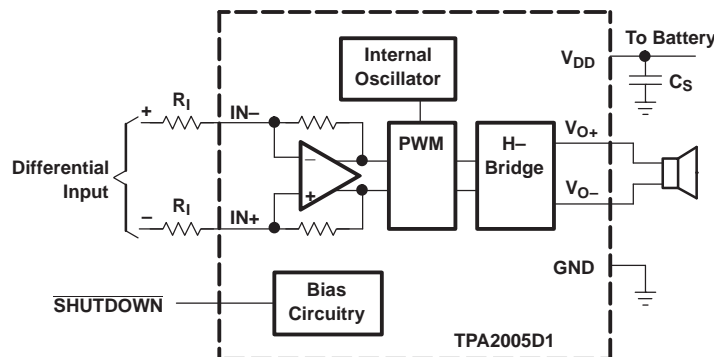 Internal
Oscillator
VDD
To Battery
CS
+
RI
IN−
−
PWM
H−
Bridge
VO+
Differential
Input
+
VO−
−
RI
IN+
GND
SHUTDOWN
Bias
Circuitry
TPA2005D1